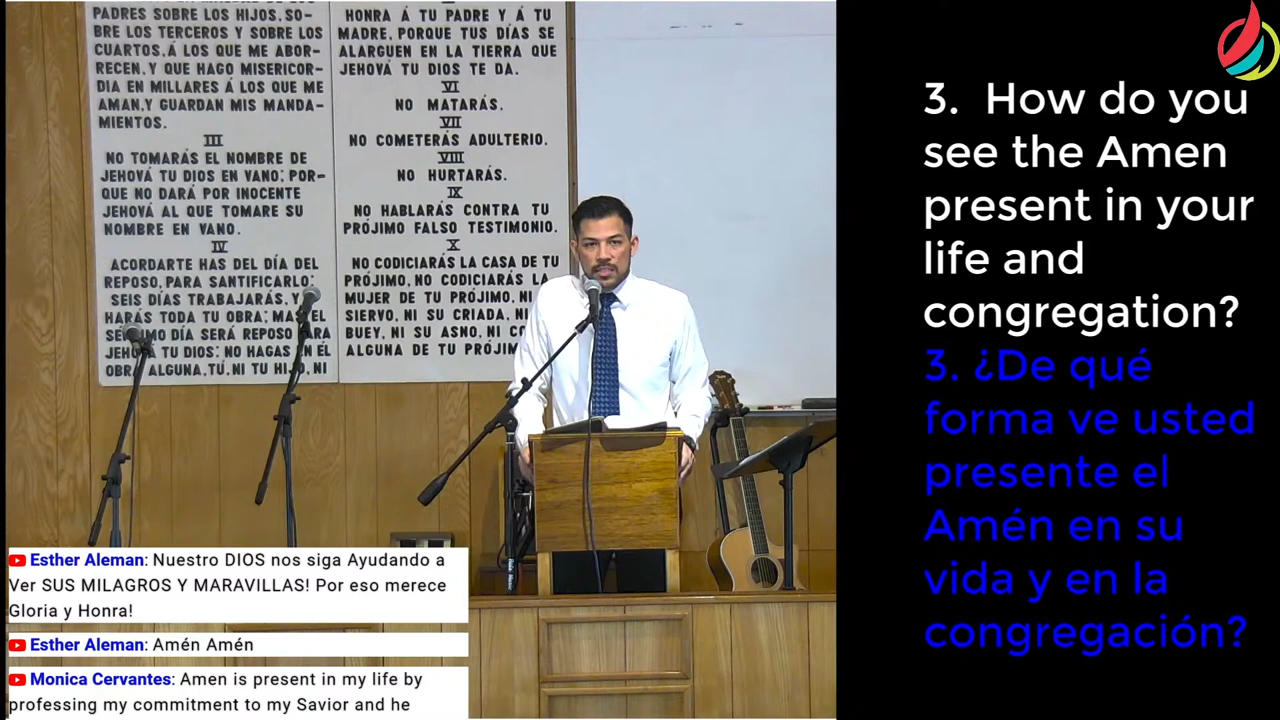 PADRES SOBRE LOS HIJOS, SO-
BRE LOS TERCEROS Y SOBRE LOS
CUARTOS, Á LOS QUE ME ABOR-
RECEN, Y QUE HAGO MISERICOR-
DIA EN MILLARES Á LOS QUE ME
AMAN, Y GUARDAN MIS MANDA-
MIENTOS.
III
NO TOMARÁS EL NOMBRE DE
JEHOVÁ TU DIOS EN VANO; POR-
QUE NO DARÁ POR INOCENTE
JEHOVÁ AL QUE TOMARE SU
NOMBRE EN VANO.
IV
ACORDARTE HAS DEL DÍA DEL
REPOSO, PARA SANTIFICARLO:
SEIS DÍAS TRABAJARÁS, Y
HARÁS TODA TU OBRA; MAS EL
DÍA SERÁ REPOSO
TU DIOS: NO HAGAS EN ÉL
OBRA ALGUNA, TÚ, NI TU HIJO, NI
HONRA Á TU PADRE Y Á TU
MADRE, PORQUE TUS DÍAS SE
ALARGUEN EN LA TIERRA QUE
JEHOVÁ TU DIOS TE DA.
VI
NO MATARÁS.
VII
NO COMETERÁS ADULTERIO.
VIII
NO HURTARÁS.
IX
NO HABLARÁS CONTRA TU
PRÓJIMO FALSO TESTIMONIO.
X
NO CODICIARÁS LA CASA DE TU
PRÓJIMO, NO CODICIARÁS LA
MUJER DE TU PRÓJIMO, NI
SIERVO, NI SU CRIADA, NI
BUEY, NI SU ASNO, NI
ALGUNA DE TU
3. How do you
see the Amen
present in your
life and
congregation?
3. ¿De qué
forma ve usted
presente el
Amén en su
vida y en la
congregación?
Esther Aleman: Nuestro DIOS nos siga Ayudando a
Ver SUS MILAGROS Y MARAVILLAS! Por eso merece
Gloria y Honra!
Esther Aleman: Amén Amén
Monica Cervantes: Amen is present in my life by
professing my commitment to my Savior and he